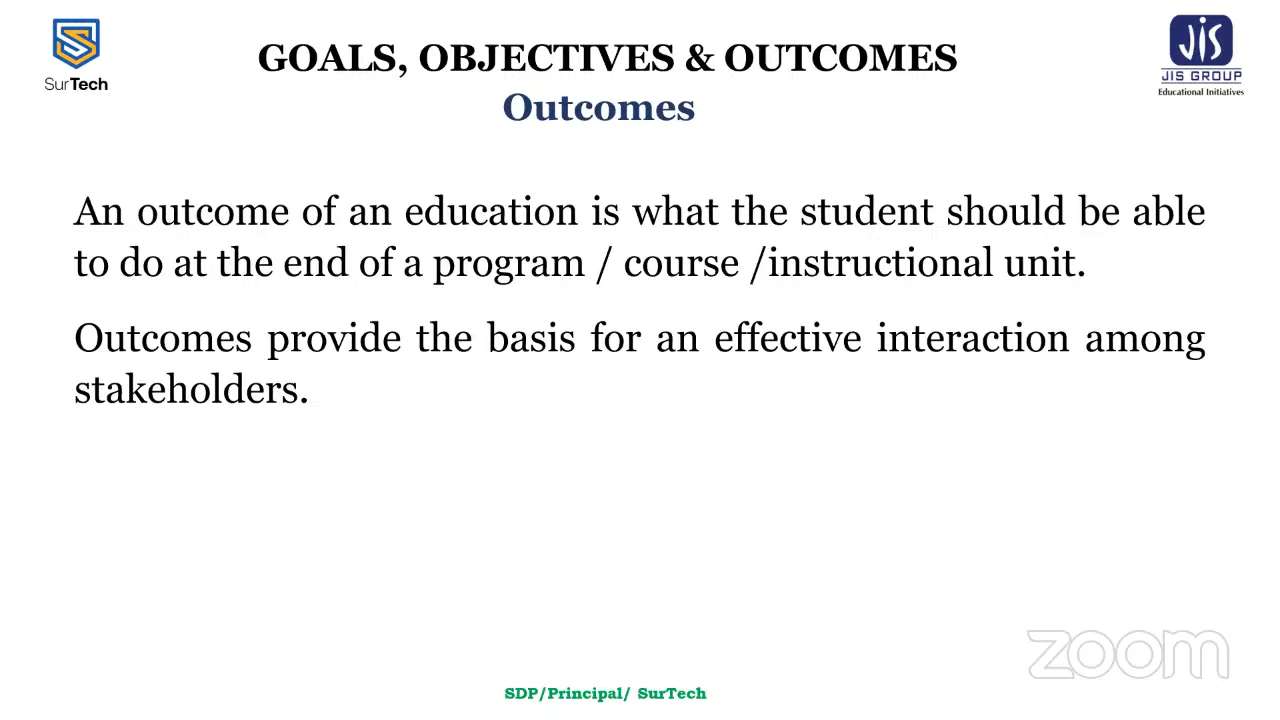 SurTech
GOALS, OBJECTIVES & OUTCOMES
JIS
JIS GROUP
Educational Initiatives
Outcomes
An outcome of an education is what the student should be able
to do at the end of a program / course /instructional unit.
Outcomes provide the basis for an effective interaction among
stakeholders.
zoom
SDP/Principal/ SurTech